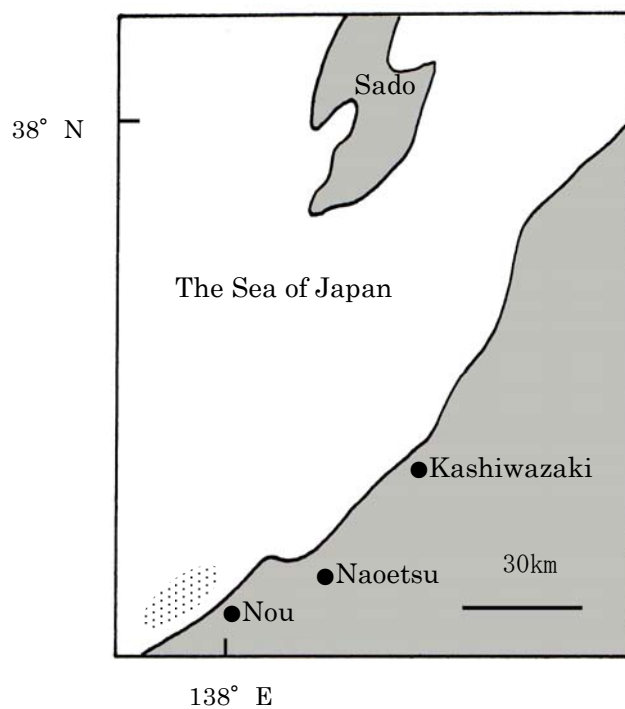 Sado
38° N
The Sea of Japan
Kashiwazaki
30km
Naoetsu
Nou
138° E